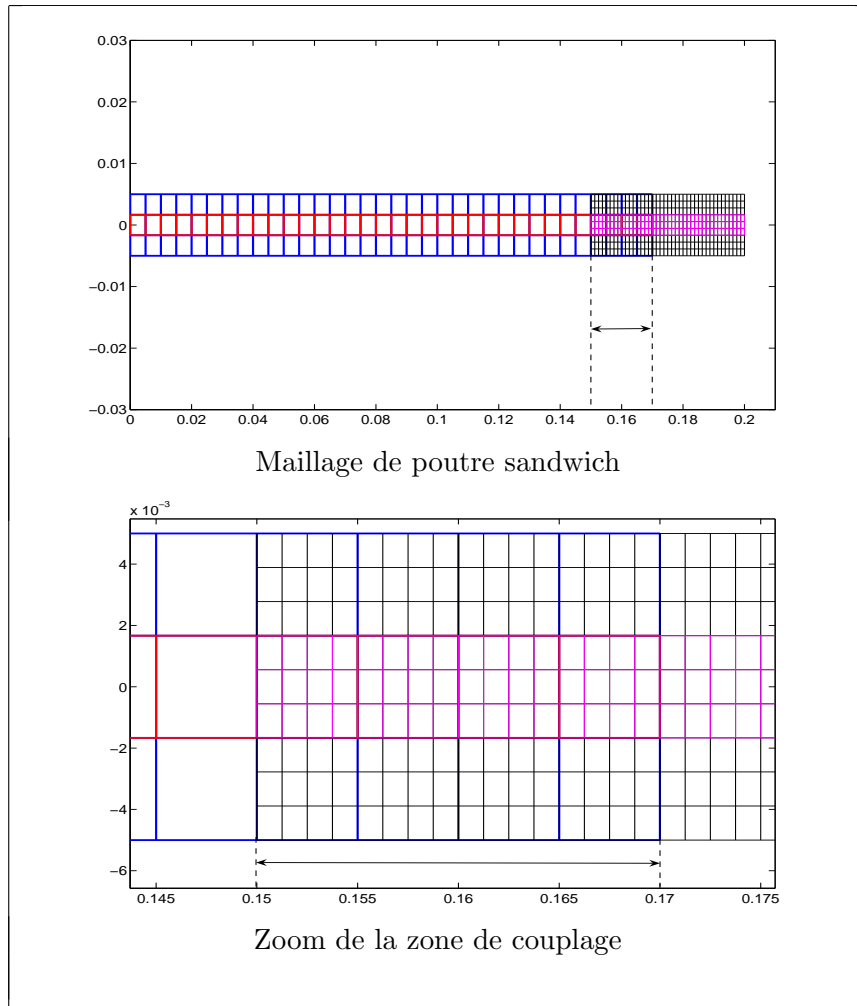 0.03
0.02
0.01
0
−0.01
−0.02
−0.03
0 0.02 0.04 0.06 0.08 0.1 0.12 0.14 0.16 0.18 0.2
Maillage de poutre sandwich
x 10⁻³
4
2
0
−2
−4
−6
0.145 0.15 0.155 0.16 0.165 0.17 0.175
Zoom de la zone de couplage